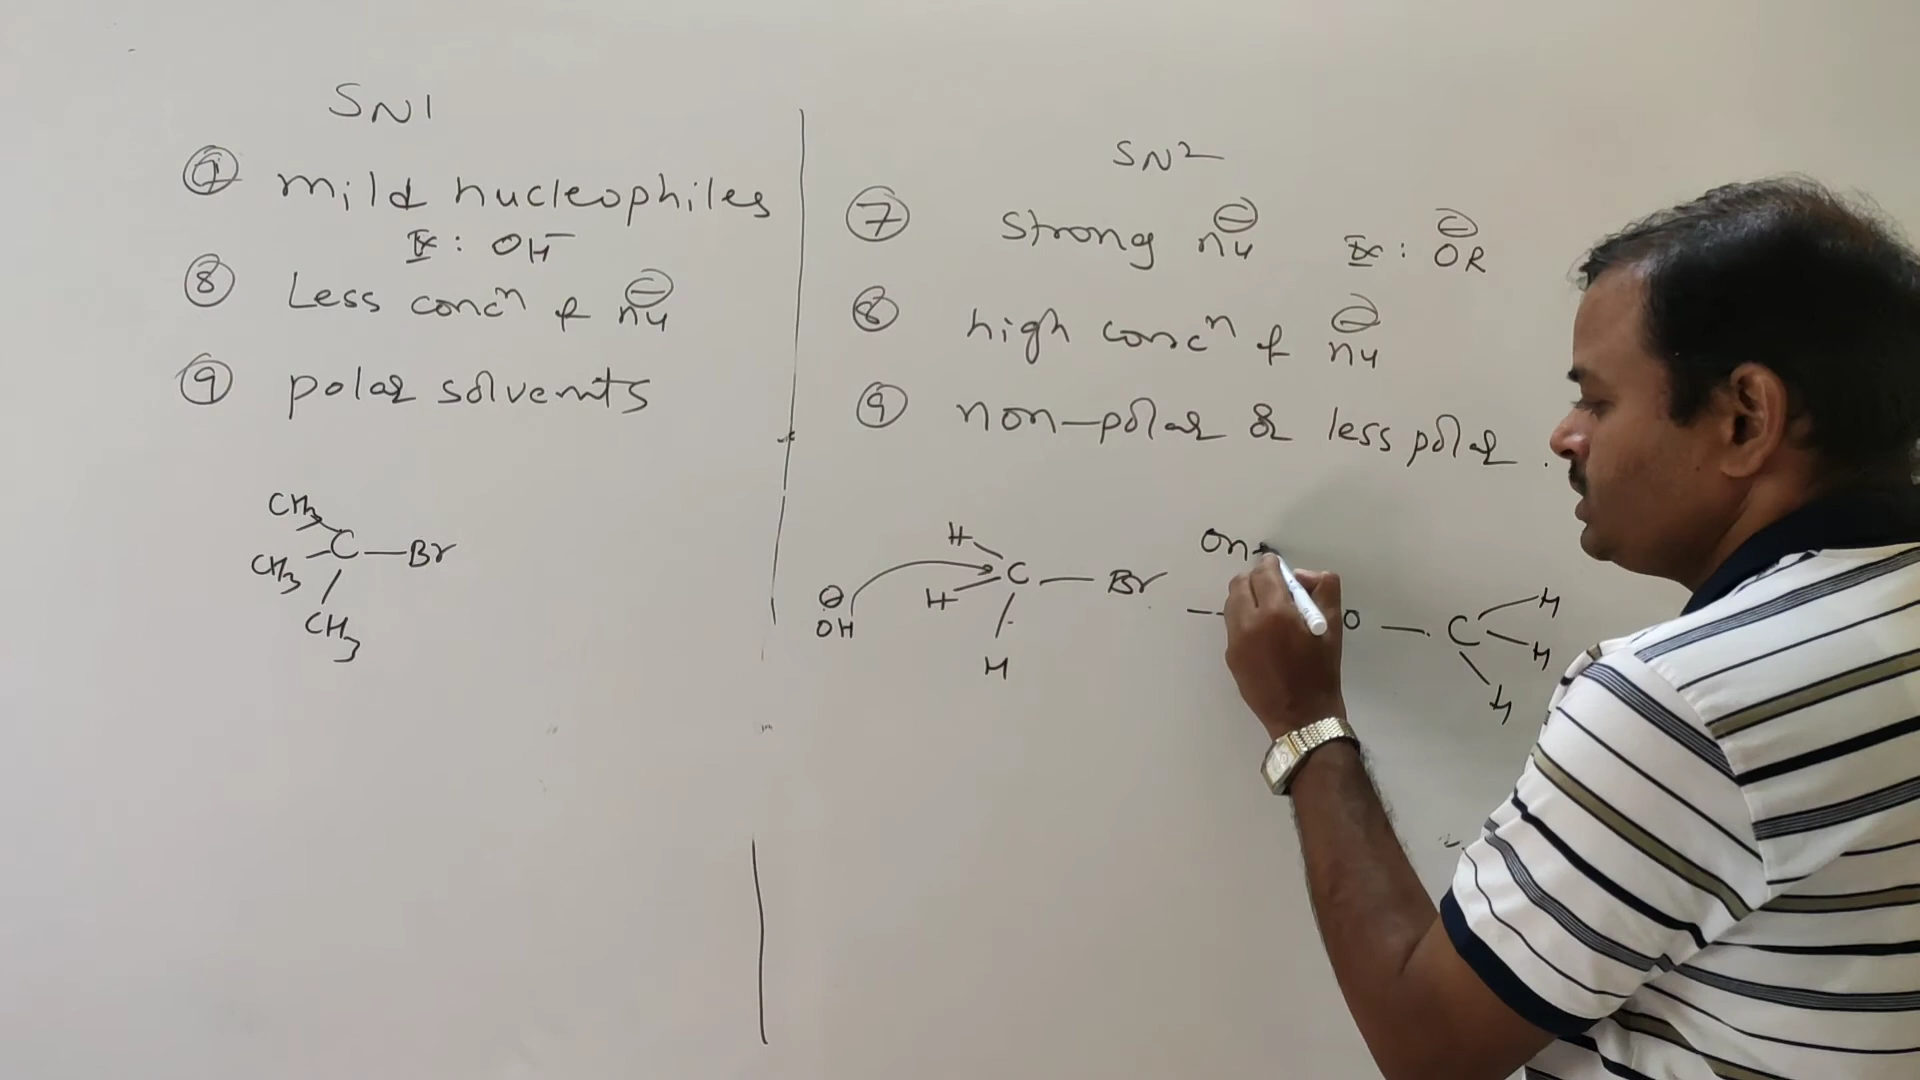 SN1
7 mild nucleophiles
Ex : OH⁻
8 Less concⁿ of nu⊖
9 polar solvents
CH3
CH3 C — Br
CH3
SN2
7 Strong nu⊖ Ex : ⊖OR
8 high concⁿ of nu⊖
9 non-polar & less polar .
H
H C — Br
⊖
OH
H
One
O — C H
H
H